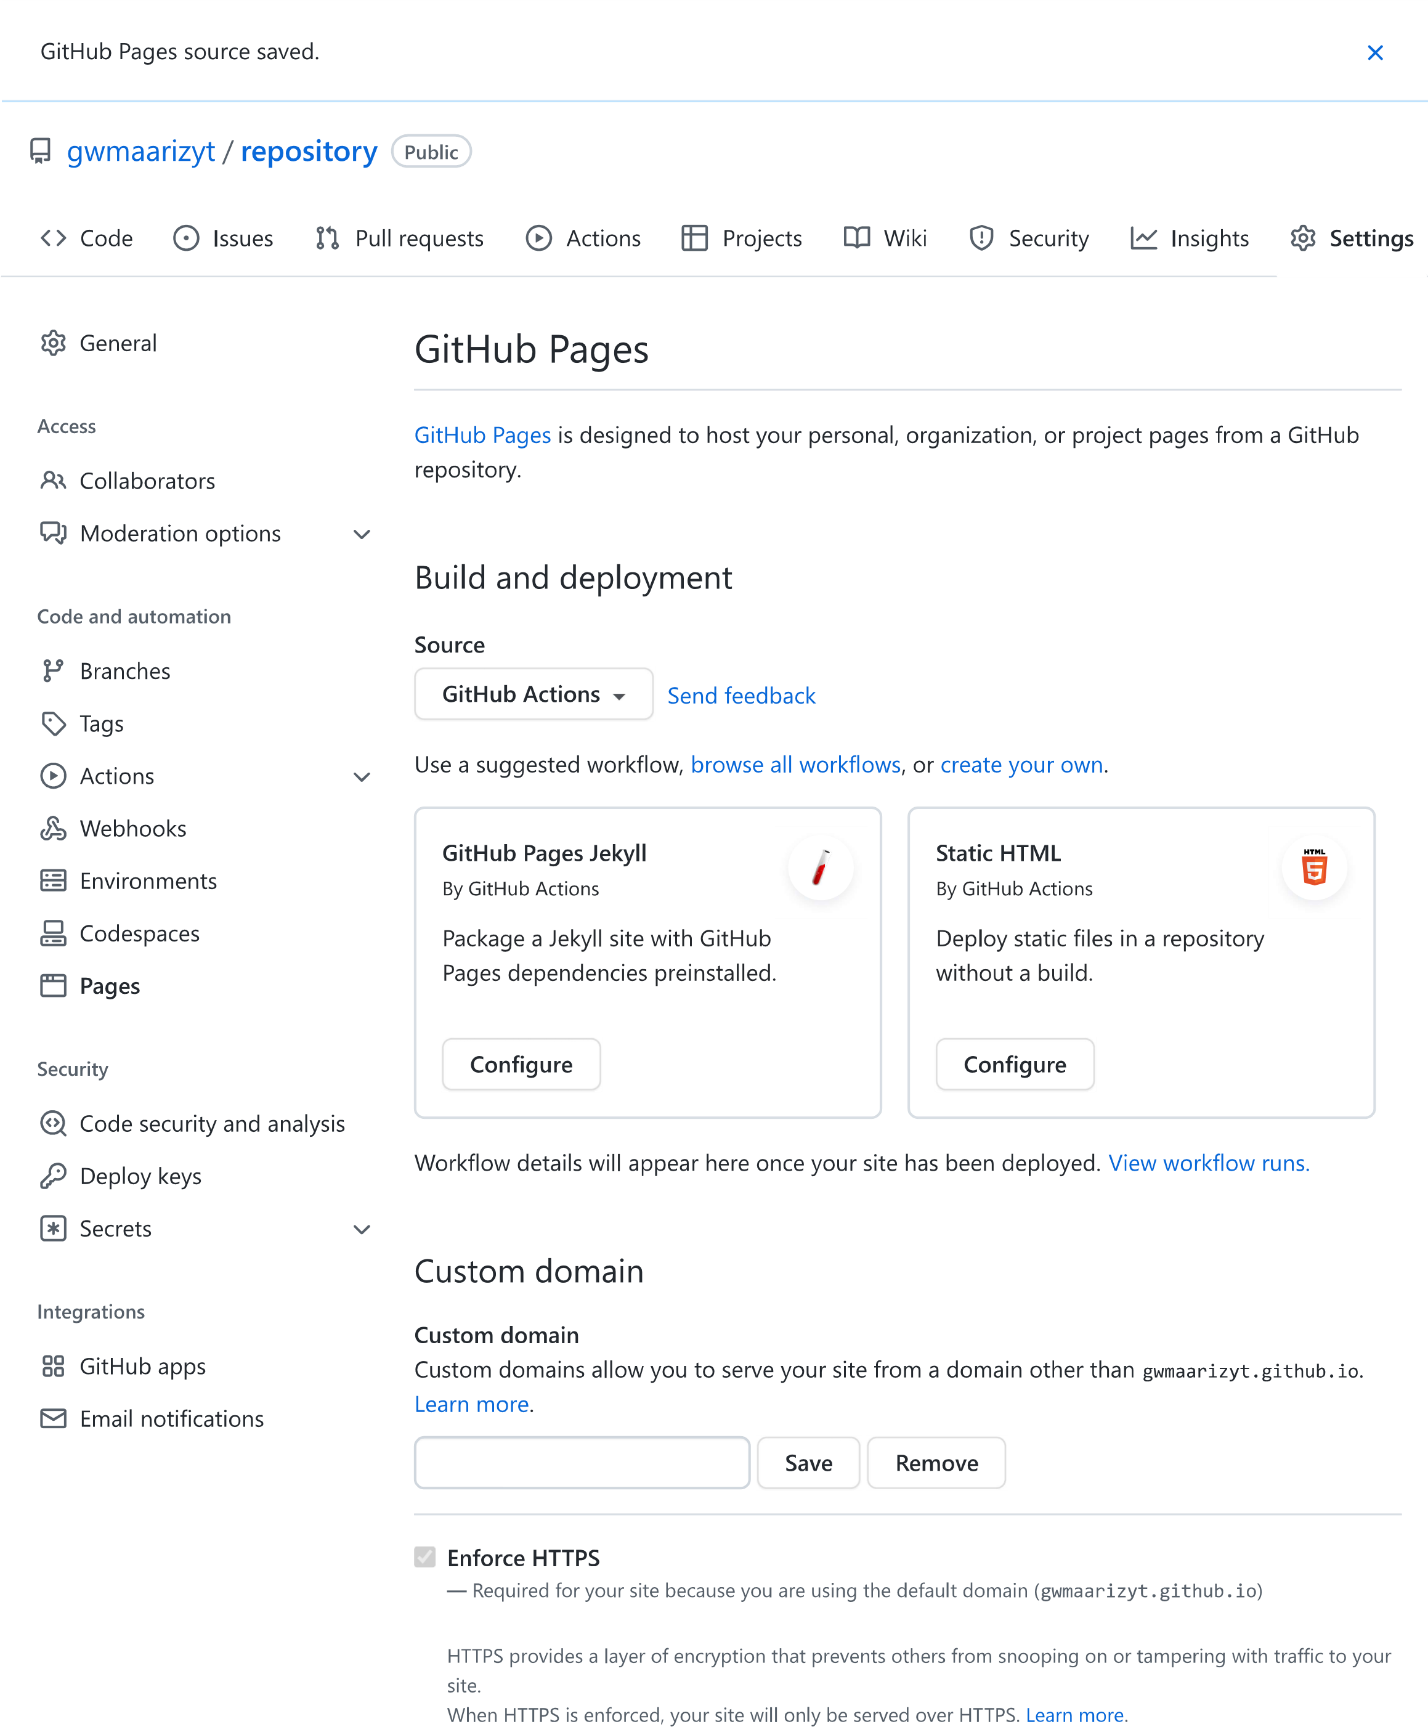 GitHub Pages source saved.
gwmaarizyt / repository Public
Code Issues Pull requests Actions Projects Wiki Security Insights Settings
General
Access
Collaborators
Moderation options
Code and automation
Branches
Tags
Actions
Webhooks
Environments
Codespaces
Pages
Security
Code security and analysis
Deploy keys
Secrets
Integrations
GitHub apps
Email notifications
GitHub Pages
GitHub Pages is designed to host your personal, organization, or project pages from a GitHub
repository.
Build and deployment
Source
GitHub Actions Send feedback
Use a suggested workflow, browse all workflows, or create your own.
GitHub Pages Jekyll
By GitHub Actions
Package a Jekyll site with GitHub
Pages dependencies preinstalled.
Configure
Static HTML
By GitHub Actions
HTML
5
Deploy static files in a repository
without a build.
Configure
Workflow details will appear here once your site has been deployed. View workflow runs.
Custom domain
Custom domain
Custom domains allow you to serve your site from a domain other than gwmaarizyt.github.io.
Learn more.
Save Remove
Enforce HTTPS
— Required for your site because you are using the default domain (gwmaarizyt.github.io)
HTTPS provides a layer of encryption that prevents others from snooping on or tampering with traffic to your
site.
When HTTPS is enforced, your site will only be served over HTTPS. Learn more.